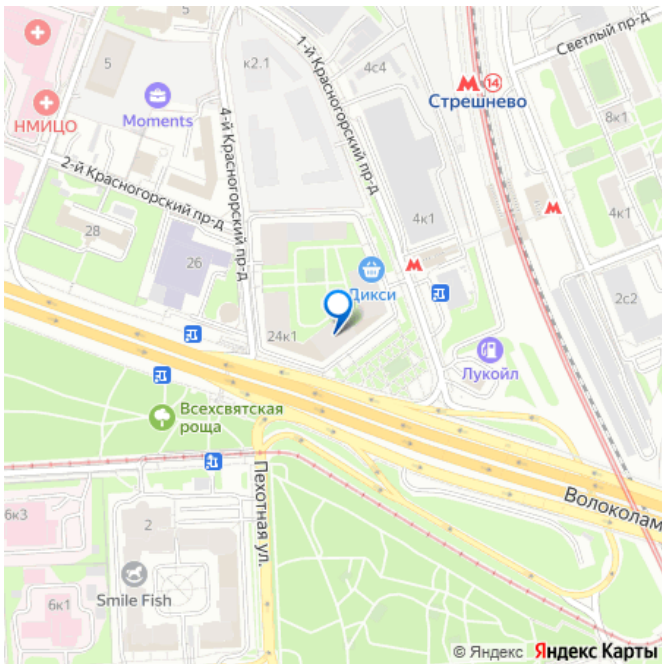 5
к2.1
1-й Красногорский пр-д
4с4
Светлый пр-д
14
Стрешнево
Moments
НМИЦО
8к1
4-й Красногорский пр-д
2-й Красногорский пр-д
28
26
4к1
4к1
Дикси
2с2
24к1
Лукойл
Всехсвятская
роща
Пехотная ул.
Волоколам
6к3
2
Smile Fish
6к1
© Яндекс Яндекс Карты